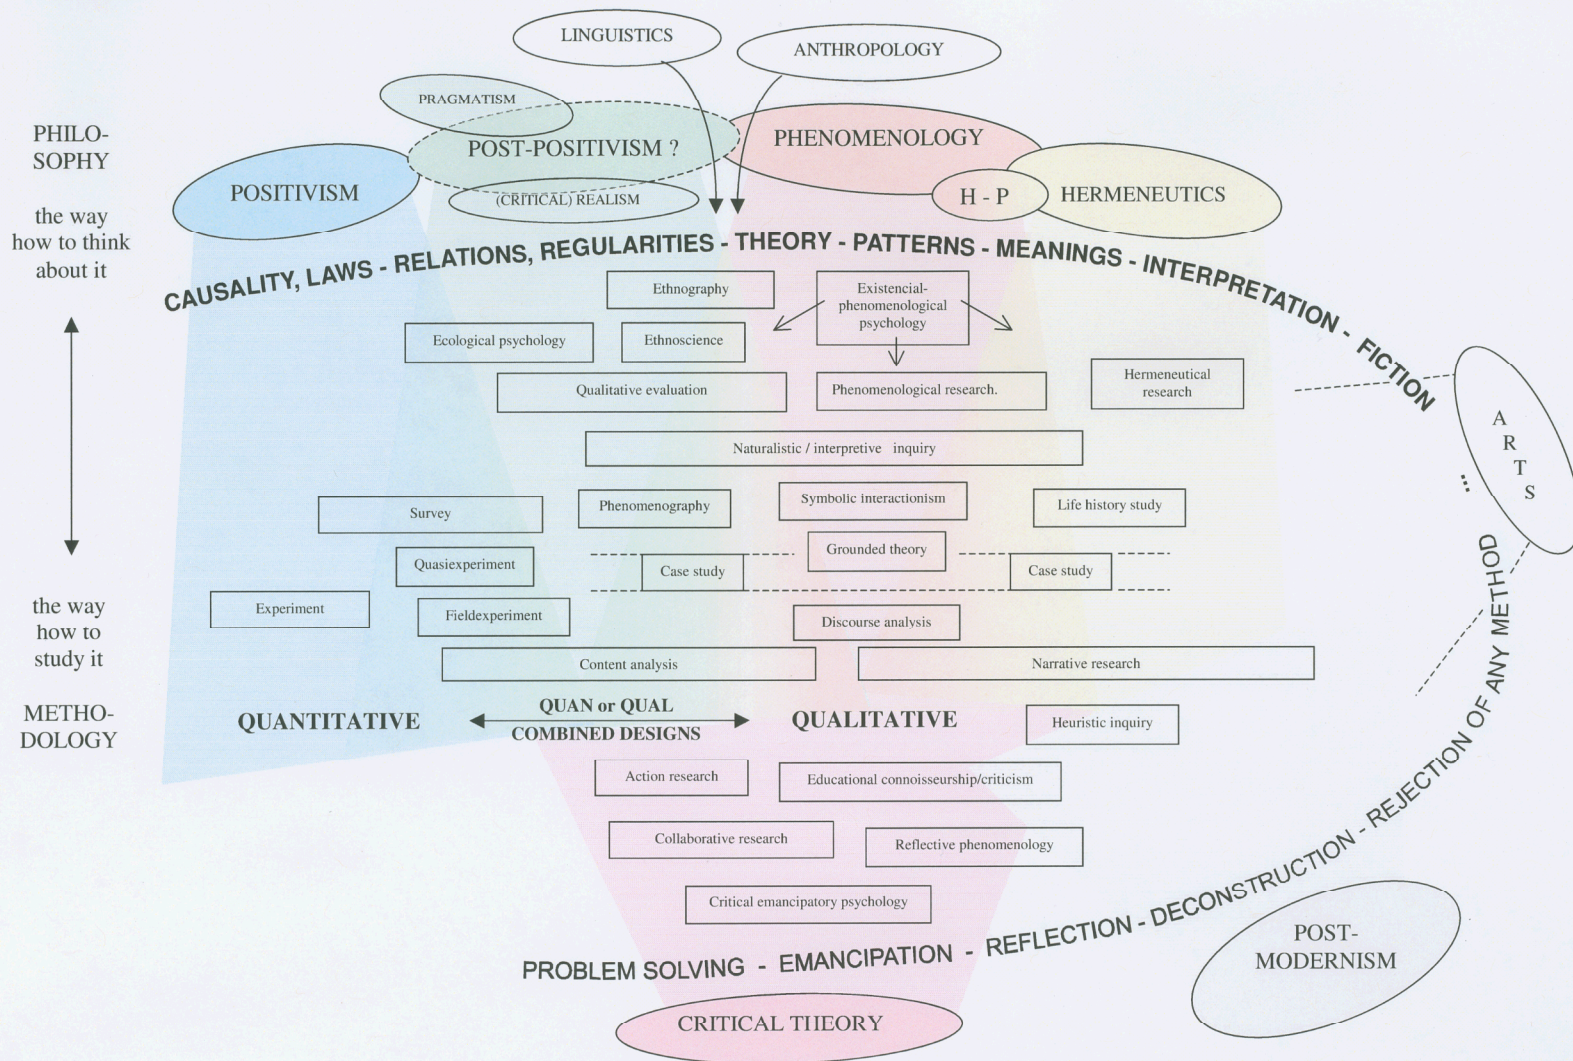 LINGUISTICS
ANTHROPOLOGY
PRAGMATISM
POST-POSITIVISM ?
(CRITICAL) REALISM
PHENOMENOLOGY
POSITIVISM
H - P
HERMENEUTICS
PHILO-
SOPHY
the way
how to think
about it
CAUSALITY, LAWS - RELATIONS, REGULARITIES - THEORY - PATTERNS - MEANINGS - INTERPRETATION - FICTION ...
A
R
T
S
Ethnography
Existencial-
phenomenological
psychology
Ecological psychology
Ethnoscience
Qualitative evaluation
Phenomenological research.
Hermeneutical
research
Naturalistic / interpretive inquiry
Survey
Phenomenography
Symbolic interactionism
Life history study
Quasiexperiment
Case study
Grounded theory
Case study
Experiment
Fieldexperiment
Discourse analysis
Content analysis
Narrative research
the way
how to
study it
METHO-
DOLOGY
QUANTITATIVE
QUAN or QUAL
COMBINED DESIGNS
QUALITATIVE
Heuristic inquiry
Action research
Educational connoisseurship/criticism
Collaborative research
Reflective phenomenology
Critical emancipatory psychology
PROBLEM SOLVING - EMANCIPATION - REFLECTION - DECONSTRUCTION - REJECTION OF ANY METHOD
POST-
MODERNISM
CRITICAL THEORY